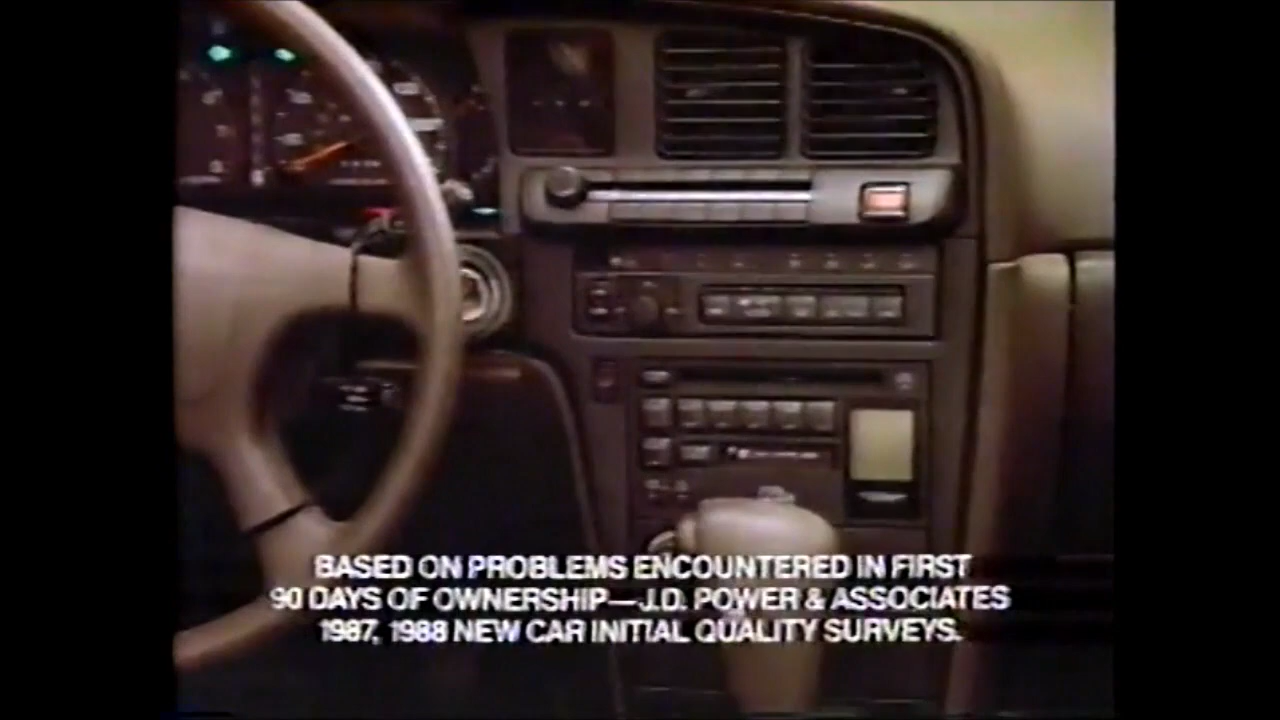 BASED ON PROBLEMS ENCOUNTERED IN FIRST
90 DAYS OF OWNERSHIP—J.D. POWER & ASSOCIATES
1987, 1988 NEW CAR INITIAL QUALITY SURVEYS.